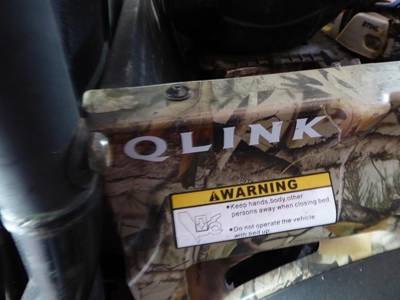 QLINK
WARNING
•Keep hands,body,other
persons away when closing bed.
•Do not operate the vehicle
with bed up.